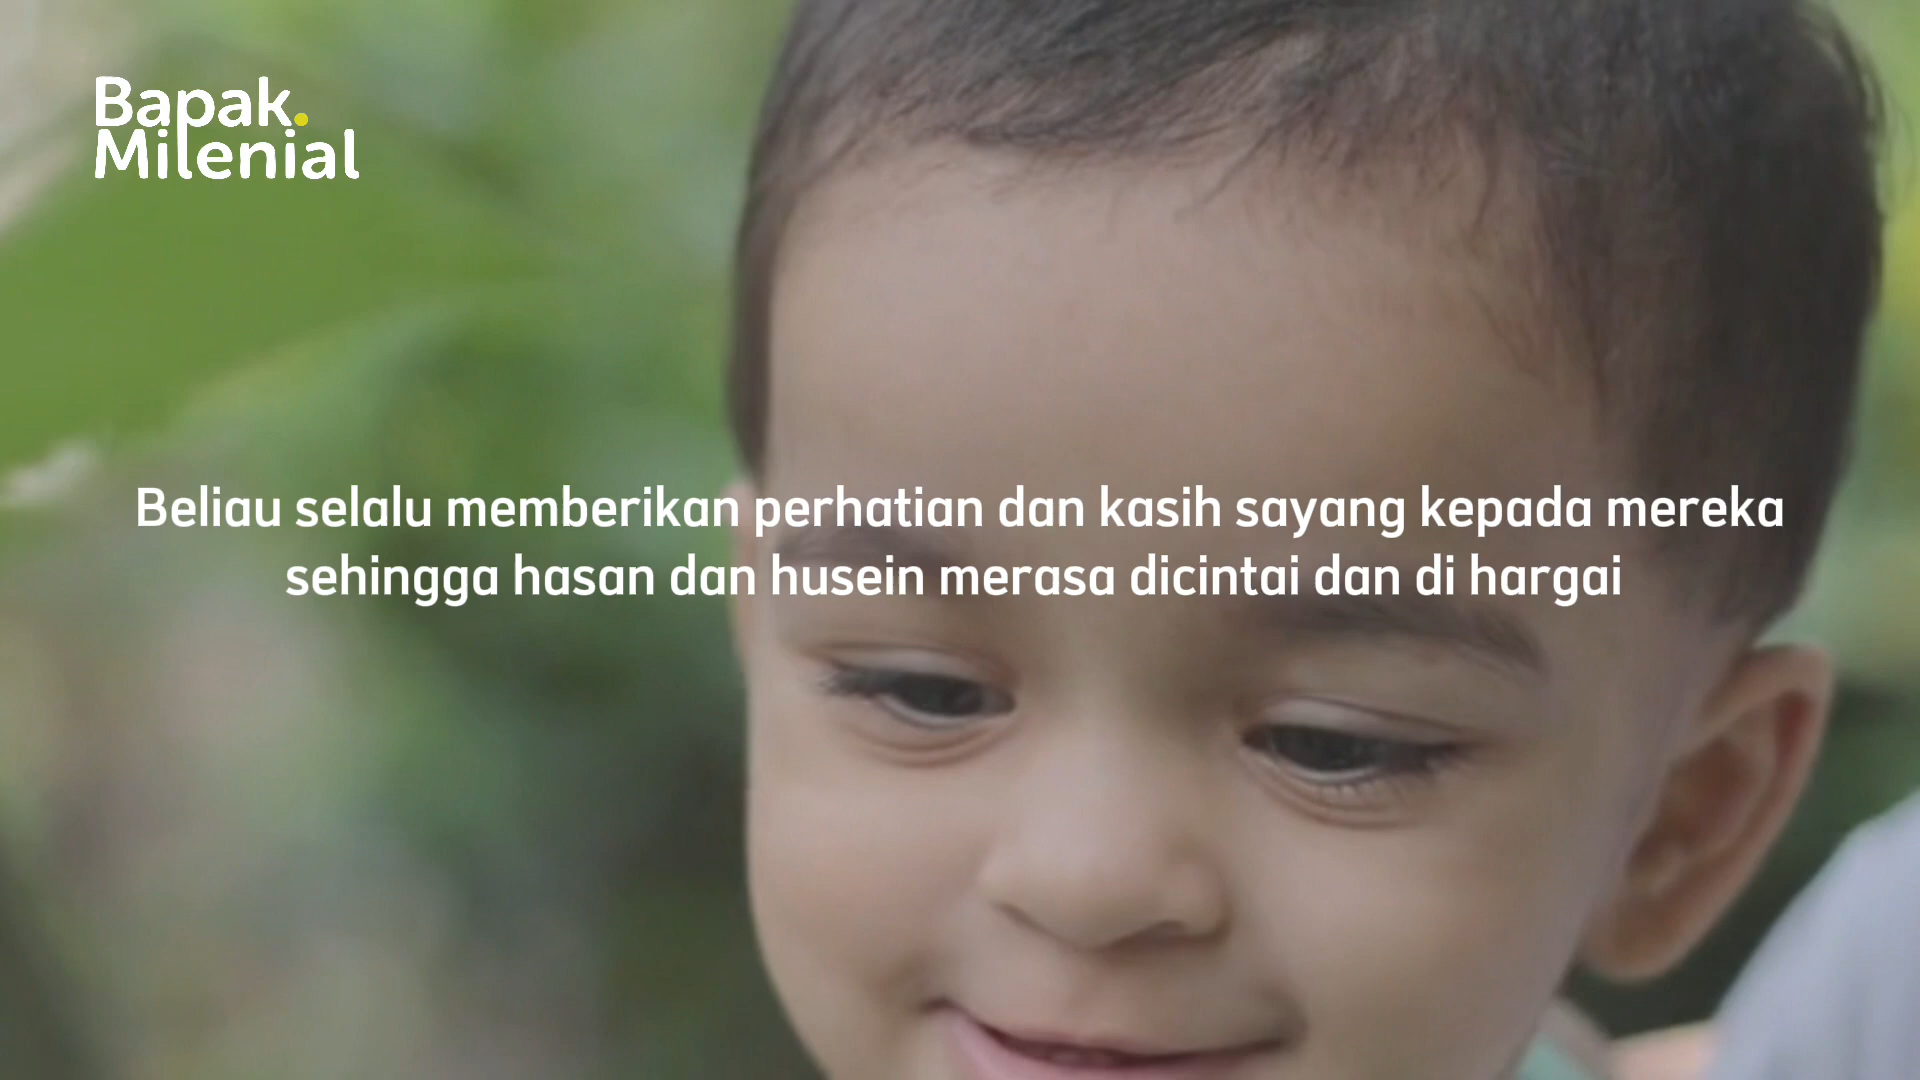 Bapak.
Milenial
Beliau selalu memberikan perhatian dan kasih sayang kepada mereka
sehingga hasan dan husein merasa dicintai dan di hargai